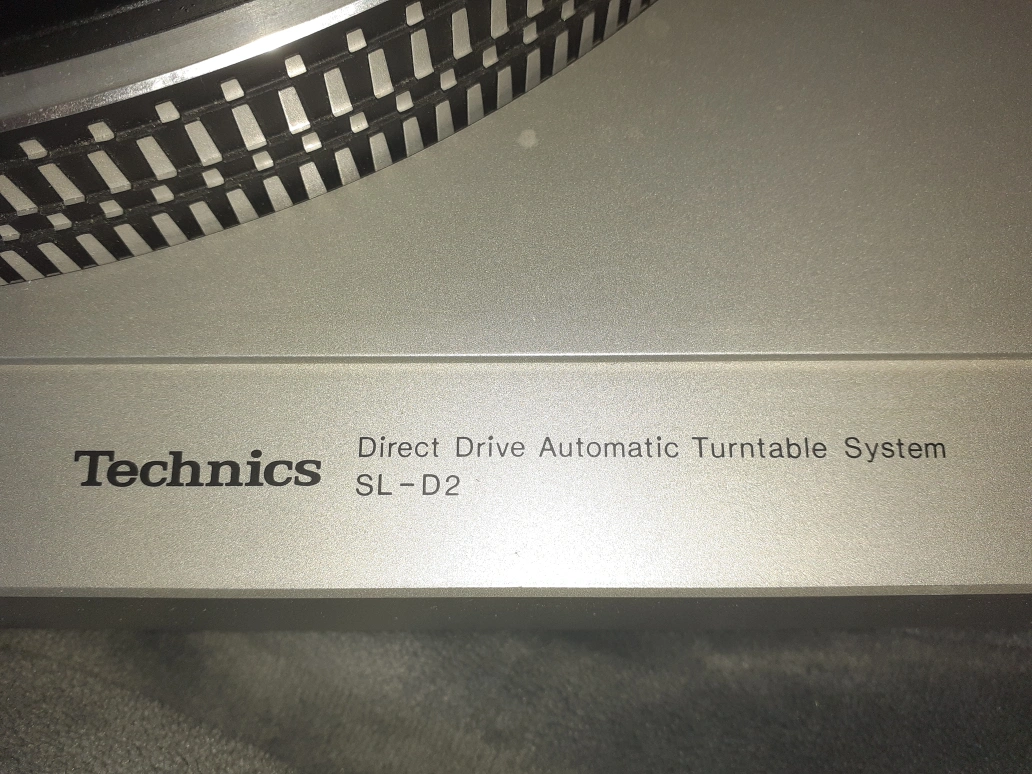 Technics
Direct Drive Automatic Turntable System
SL-D2